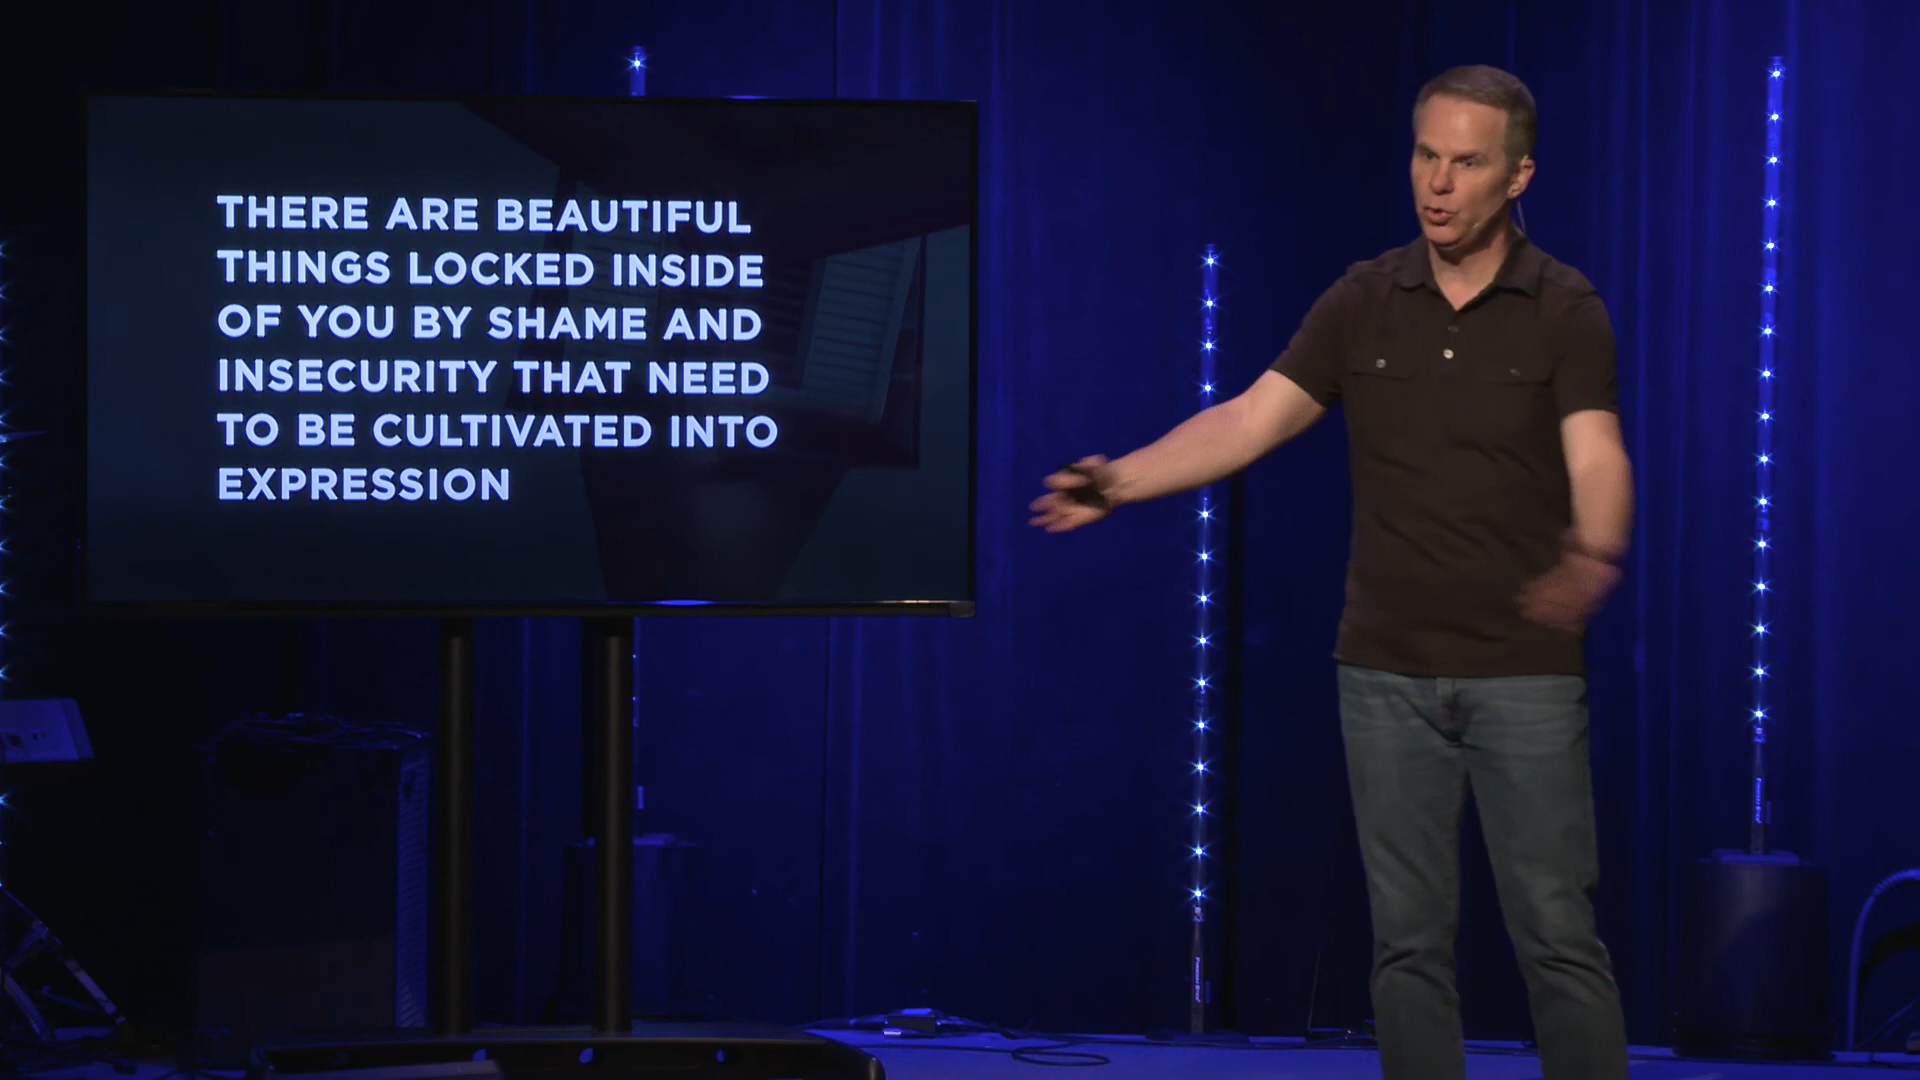 THERE ARE BEAUTIFUL
THINGS LOCKED INSIDE
OF YOU BY SHAME AND
INSECURITY THAT NEED
TO BE CULTIVATED INTO
EXPRESSION